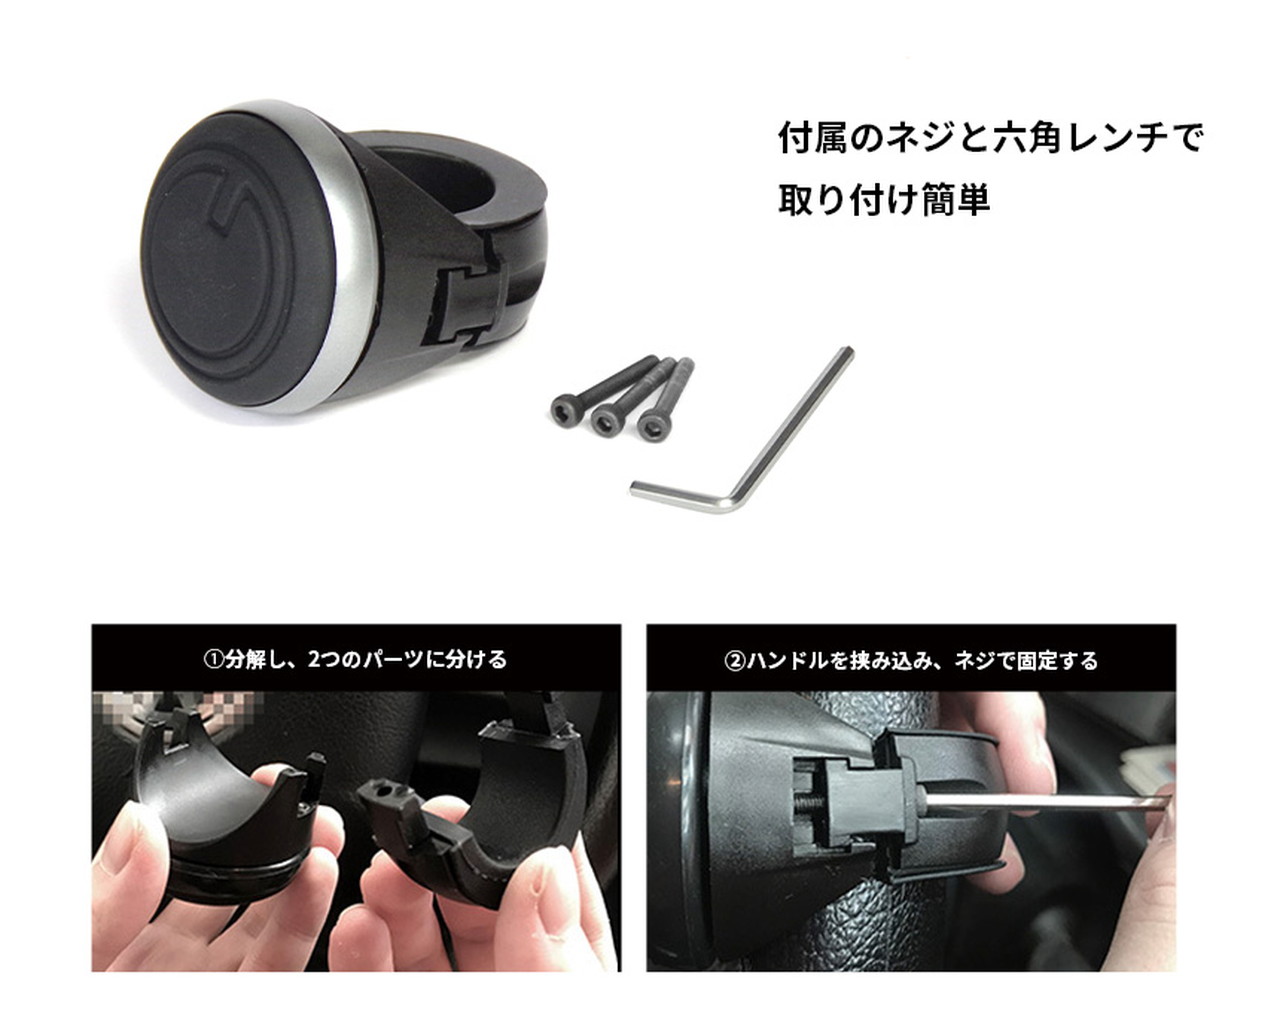 付属のネジと六角レンチで
取り付け簡単
①分解し、2つのパーツに分ける
②ハンドルを挟み込み、ネジで固定する